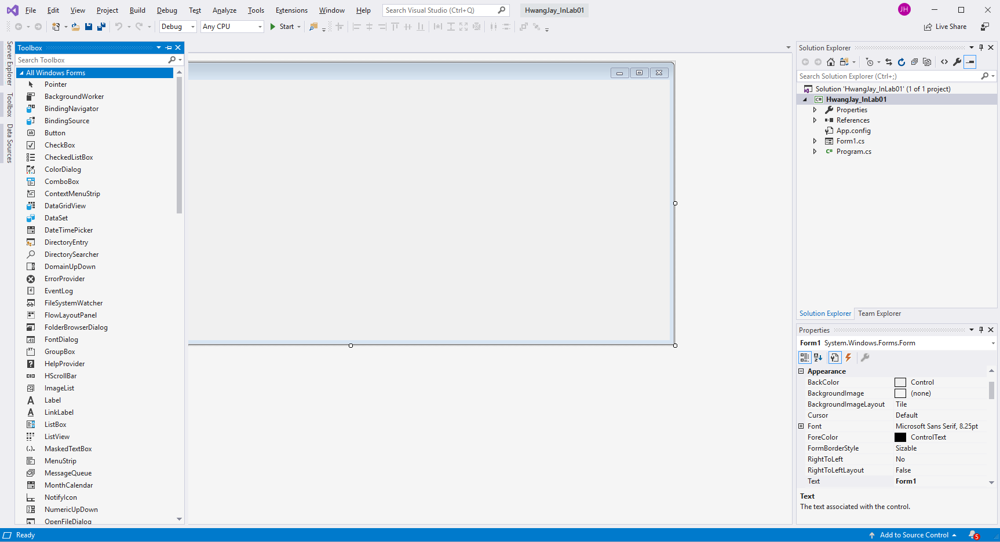 File Edit View Project Build Debug Test Analyze Tools Extensions Window Help Search Visual Studio (Ctrl+Q) HwangJay_InLab01 JH
Debug Any CPU Start Live Share
Server Explorer
Toolbox
Data Sources
Toolbox
Search Toolbox
All Windows Forms
Pointer
BackgroundWorker
BindingNavigator
BindingSource
Button
CheckBox
CheckedListBox
ColorDialog
ComboBox
ContextMenuStrip
DataGridView
DataSet
DateTimePicker
DirectoryEntry
DirectorySearcher
DomainUpDown
ErrorProvider
EventLog
FileSystemWatcher
FlowLayoutPanel
FolderBrowserDialog
FontDialog
GroupBox
HelpProvider
HScrollBar
ImageList
Label
LinkLabel
ListBox
ListView
MaskedTextBox
MenuStrip
MessageQueue
MonthCalendar
NotifyIcon
NumericUpDown
OpenFileDialog
Solution Explorer
Search Solution Explorer (Ctrl+;)
Solution 'HwangJay_InLab01' (1 of 1 project)
C# HwangJay_InLab01
Properties
References
App.config
Form1.cs
C# Program.cs
Solution Explorer Team Explorer
Properties
Form1 System.Windows.Forms.Form
Appearance
BackColor Control
BackgroundImage (none)
BackgroundImageLayout Tile
Cursor Default
Font Microsoft Sans Serif, 8.25pt
ForeColor ControlText
FormBorderStyle Sizable
RightToLeft No
RightToLeftLayout False
Text Form1
Text
The text associated with the control.
Ready Add to Source Control 5